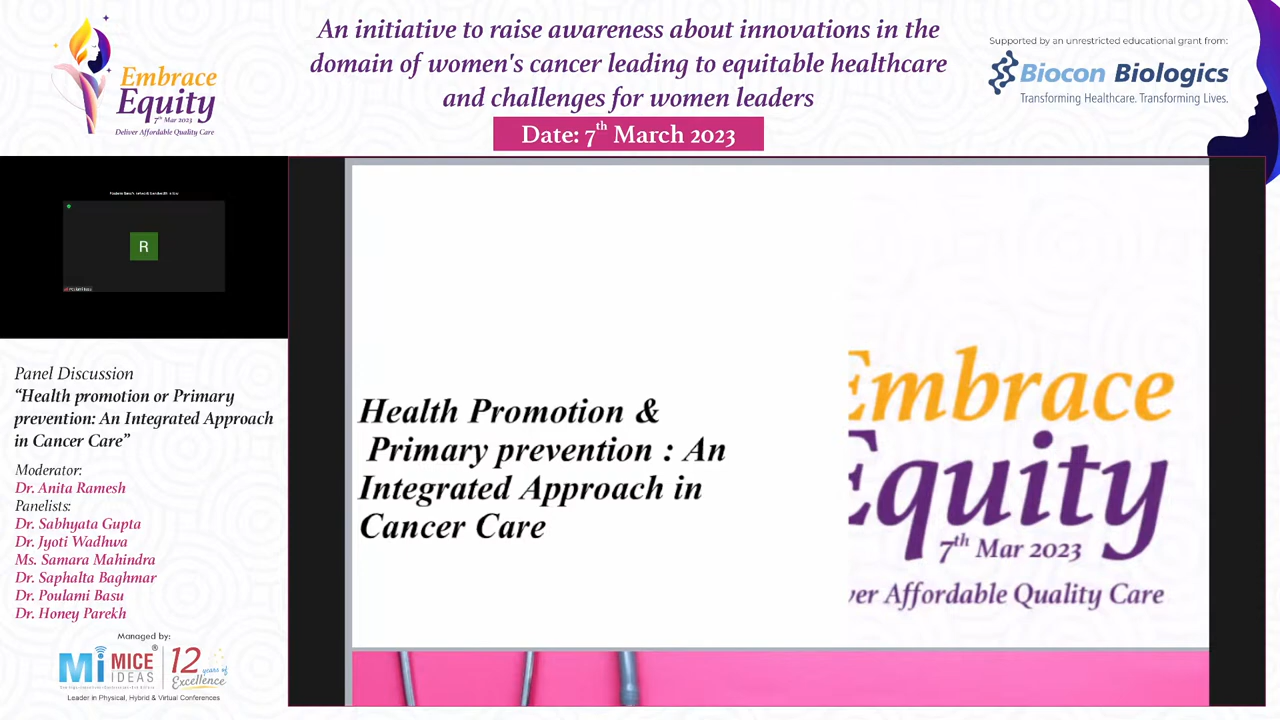 Embrace
Equity
7th Mar 2023
Deliver Affordable Quality Care
An initiative to raise awareness about innovations in the
domain of women's cancer leading to equitable healthcare
and challenges for women leaders
Date: 7th March 2023
Supported by an unrestricted educational grant from:
Biocon Biologics
Transforming Healthcare. Transforming Lives.
R
Panel Discussion
“Health promotion or Primary
prevention: An Integrated Approach
in Cancer Care”
Moderator:
Dr. Anita Ramesh
Panelists:
Dr. Sabhyata Gupta
Dr. Jyoti Wadhwa
Ms. Samara Mahindra
Dr. Saphalta Baghmar
Dr. Poulami Basu
Dr. Honey Parekh
Managed by:
Mi MICE IDEAS®
12 years of Excellence
Leader in Physical, Hybrid & Virtual Conferences
Health Promotion &
Primary prevention : An
Integrated Approach in
Cancer Care
Embrace
Equity
7th Mar 2023
ver Affordable Quality Care